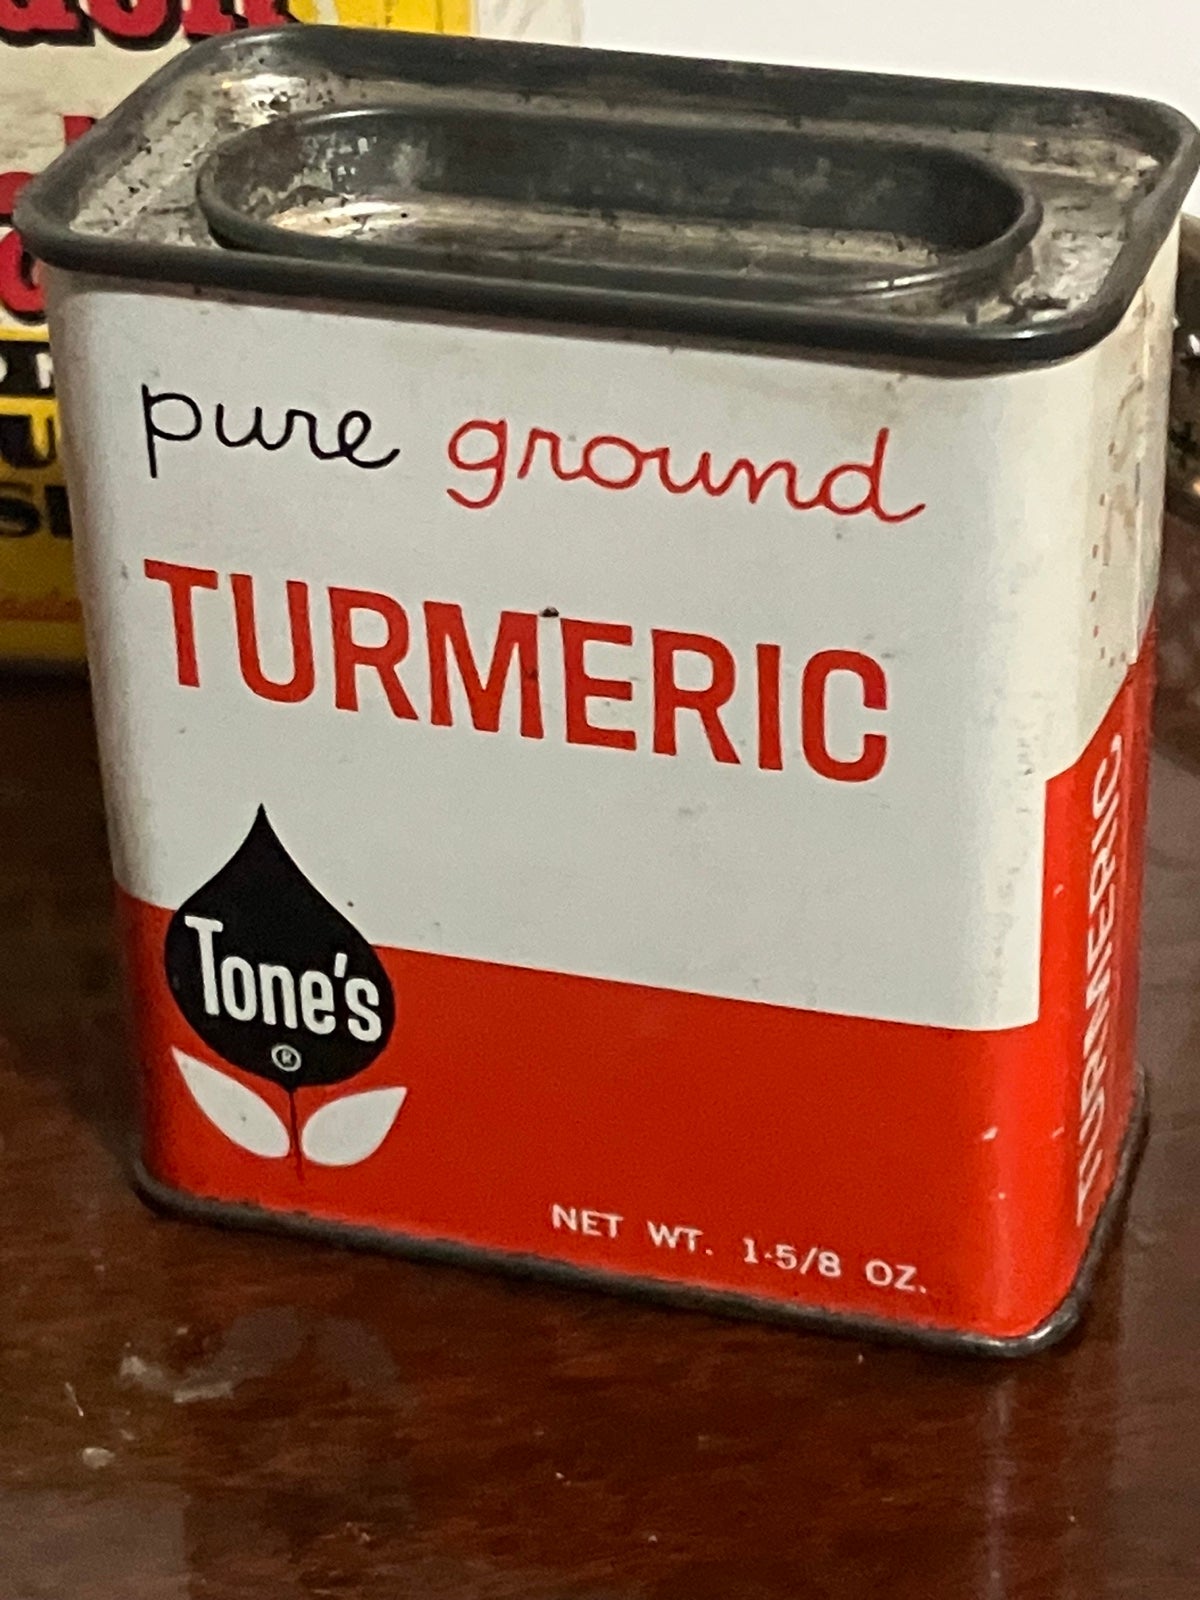 pure ground
TURMERIC
Tone's
®
NET WT. 1-5/8 OZ.
TURMERIC